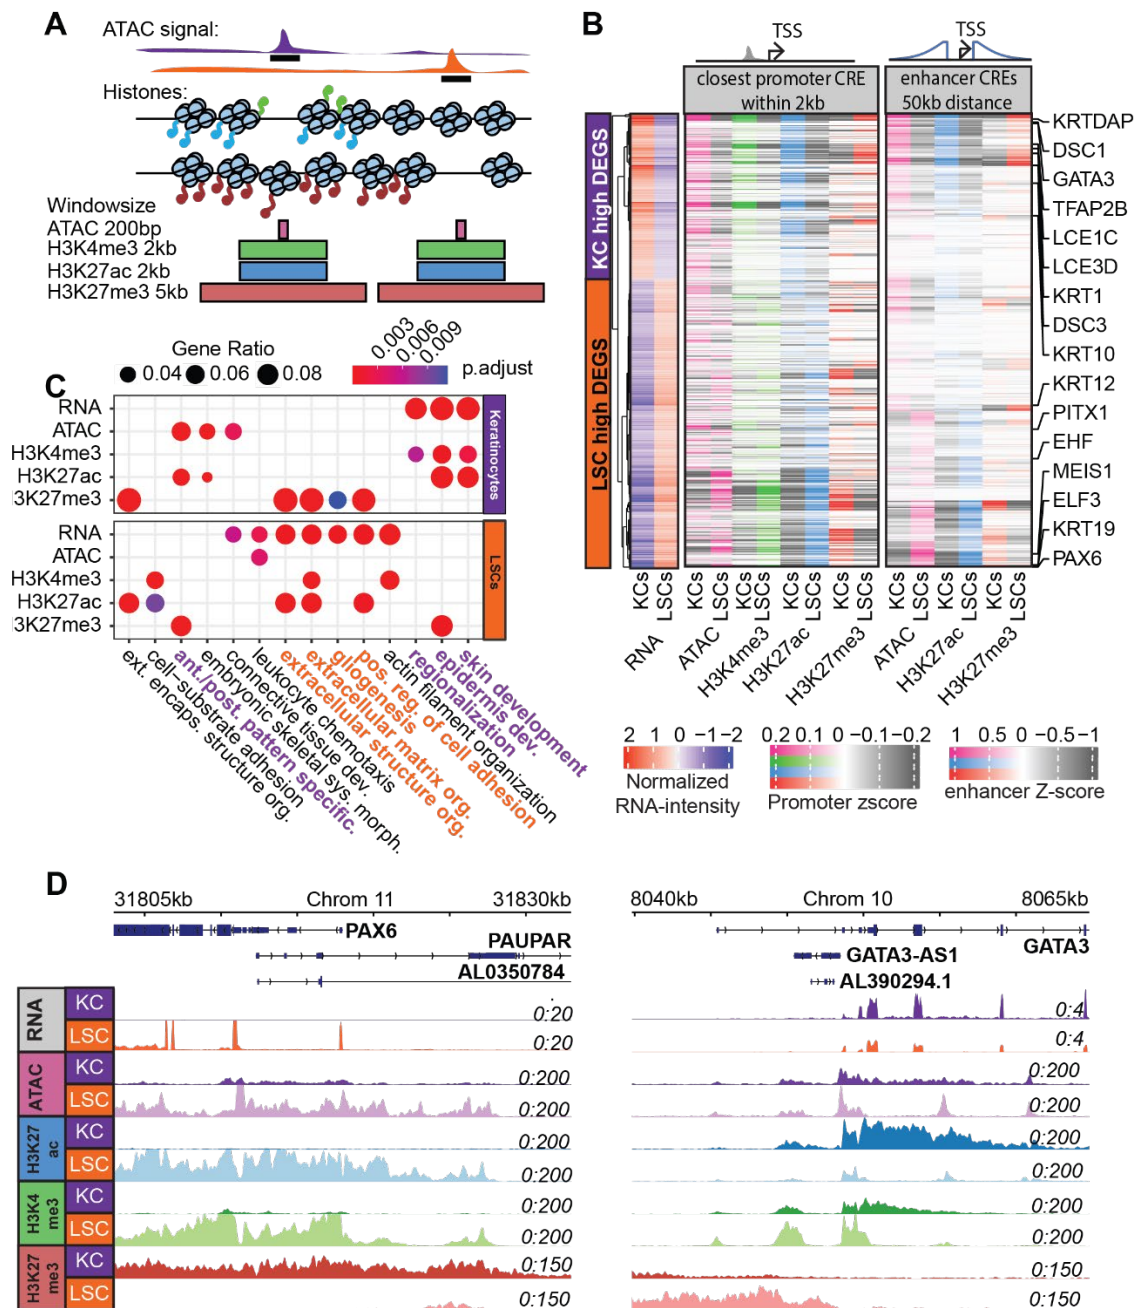 A
ATAC signal:
Histones:
Windowsize
ATAC 200bp
H3K4me3 2kb
H3K27ac 2kb
H3K27me3 5kb
B
TSS
TSS
closest promoter CRE
within 2kb
enhancer CREs
50kb distance
KC high DEGS
LSC high DEGS
KRTDAP
DSC1
GATA3
TFAP2B
LCE1C
LCE3D
KRT1
DSC3
KRT10
KRT12
PITX1
EHF
MEIS1
ELF3
KRT19
PAX6
KCs
LSCs
KCs
LSCs
KCs
LSCs
KCs
LSCs
KCs
LSCs
KCs
LSCs
KCs
LSCs
KCs
LSCs
RNA
ATAC
H3K4me3
H3K27ac
H3K27me3
ATAC
H3K27ac
H3K27me3
2 1 0 -1-2
Normalized
RNA-intensity
0.2 0.1 0 -0.1-0.2
Promoter zscore
1 0.5 0 -0.5 -1
enhancer Z-score
C
Gene Ratio
0.04 0.06 0.08
0.003
0.006
0.009
p.adjust
RNA
ATAC
H3K4me3
H3K27ac
I3K27me3
Keratinocytes
RNA
ATAC
H3K4me3
H3K27ac
I3K27me3
LSCs
ext. encaps. structure org.
cell-substrate adhesion
ant./post. pattern specific.
embryonic skeletal sys. morph.
connective tissue dev.
leukocyte chemotaxis
extracellular structure org.
extracellular matrix org.
gliogenesis
pos. reg. of cell adhesion
actin filament organization
regionalization
epidermis dev.
skin development
D
31805kb Chrom 11 31830kb
PAX6
PAUPAR
AL0350784
8040kb Chrom 10 8065kb
GATA3-AS1
GATA3
AL390294.1
RNA
KC
0:20
0:4
LSC
0:20
0:4
ATAC
KC
0:200
0:200
LSC
0:200
0:200
H3K27
ac
KC
0:200
0:200
LSC
0:200
0:200
H3K4
me3
KC
0:200
0:200
LSC
0:200
0:200
H3K27
me3
KC
0:150
0:150
LSC
0:150
0:150